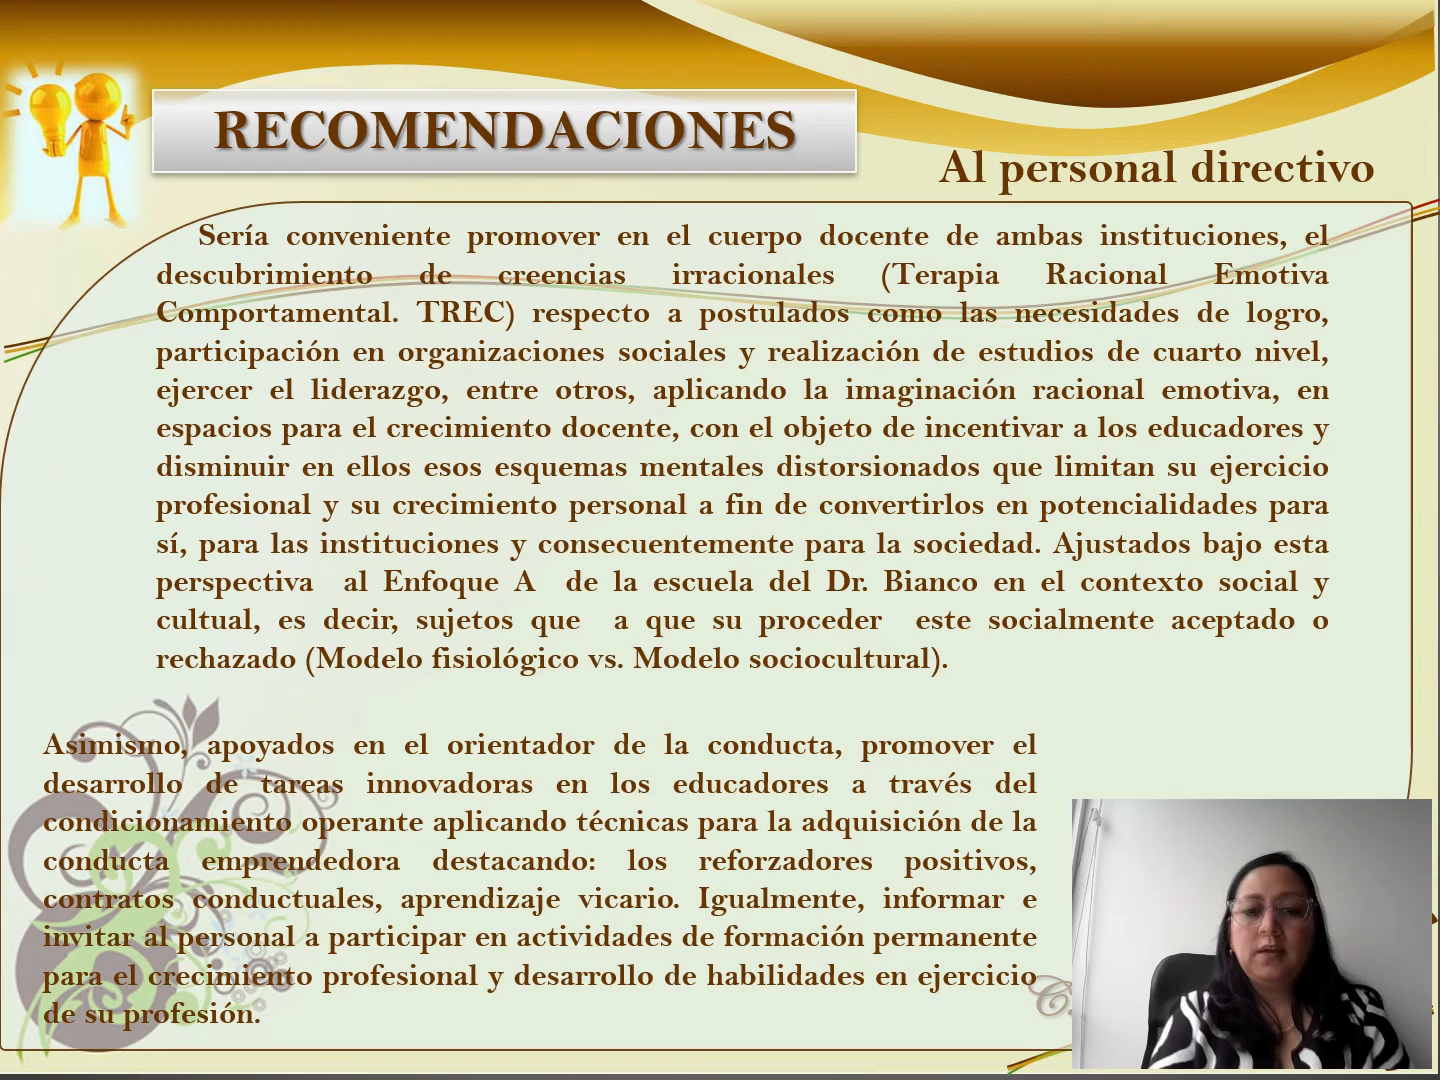 RECOMENDACIONES
Al personal directivo
Sería conveniente promover en el cuerpo docente de ambas instituciones, el
descubrimiento de creencias irracionales (Terapia Racional Emotiva
Comportamental. TREC) respecto a postulados como las necesidades de logro,
participación en organizaciones sociales y realización de estudios de cuarto nivel,
ejercer el liderazgo, entre otros, aplicando la imaginación racional emotiva, en
espacios para el crecimiento docente, con el objeto de incentivar a los educadores y
disminuir en ellos esos esquemas mentales distorsionados que limitan su ejercicio
profesional y su crecimiento personal a fin de convertirlos en potencialidades para
sí, para las instituciones y consecuentemente para la sociedad. Ajustados bajo esta
perspectiva al Enfoque A de la escuela del Dr. Bianco en el contexto social y
cultual, es decir, sujetos que a que su proceder este socialmente aceptado o
rechazado (Modelo fisiológico vs. Modelo sociocultural).
Asimismo, apoyados en el orientador de la conducta, promover el
desarrollo de tareas innovadoras en los educadores a través del
condicionamiento operante aplicando técnicas para la adquisición de la
conducta emprendedora destacando: los reforzadores positivos,
contratos conductuales, aprendizaje vicario. Igualmente, informar e
invitar al personal a participar en actividades de formación permanente
para el crecimiento profesional y desarrollo de habilidades en ejercicio
de su profesión.